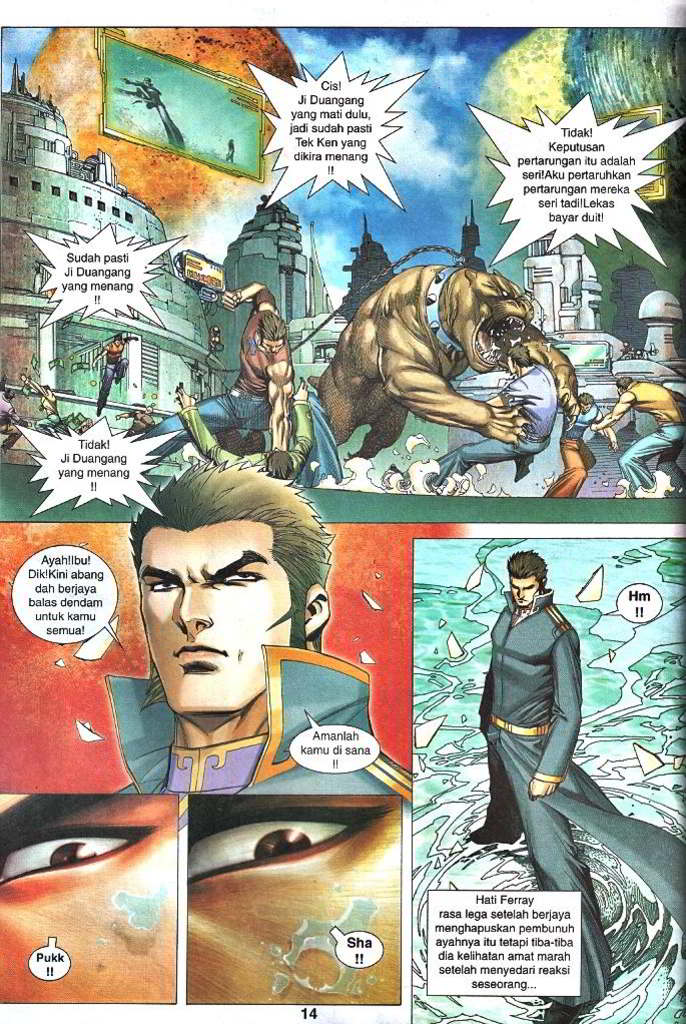 Cis!
Ji Duangang
yang mati dulu,
jadi sudah pasti
Tek Ken yang
dikira menang
!!
Tidak!
Keputusan
pertarungan itu adalah
seri!Aku pertaruhkan
pertarungan mereka
seri tadi!Lekas
bayar duit!
Sudah pasti
Ji Duangang
yang menang
!!
Tidak!
Ji Duangang
yang menang
!!
Ayah!Ibu!
Dik!Kini abang
dah berjaya
balas dendam
untuk kamu
semua!
Amanlah
kamu di sana
!!
Hm
!!
Pukk
!!
Sha
!!
Hati Ferray
rasa lega setelah berjaya
menghapuskan pembunuh
ayahnya itu tetapi tiba-tiba
dia kelihatan amat marah
setelah menyedari reaksi
seseorang...
14